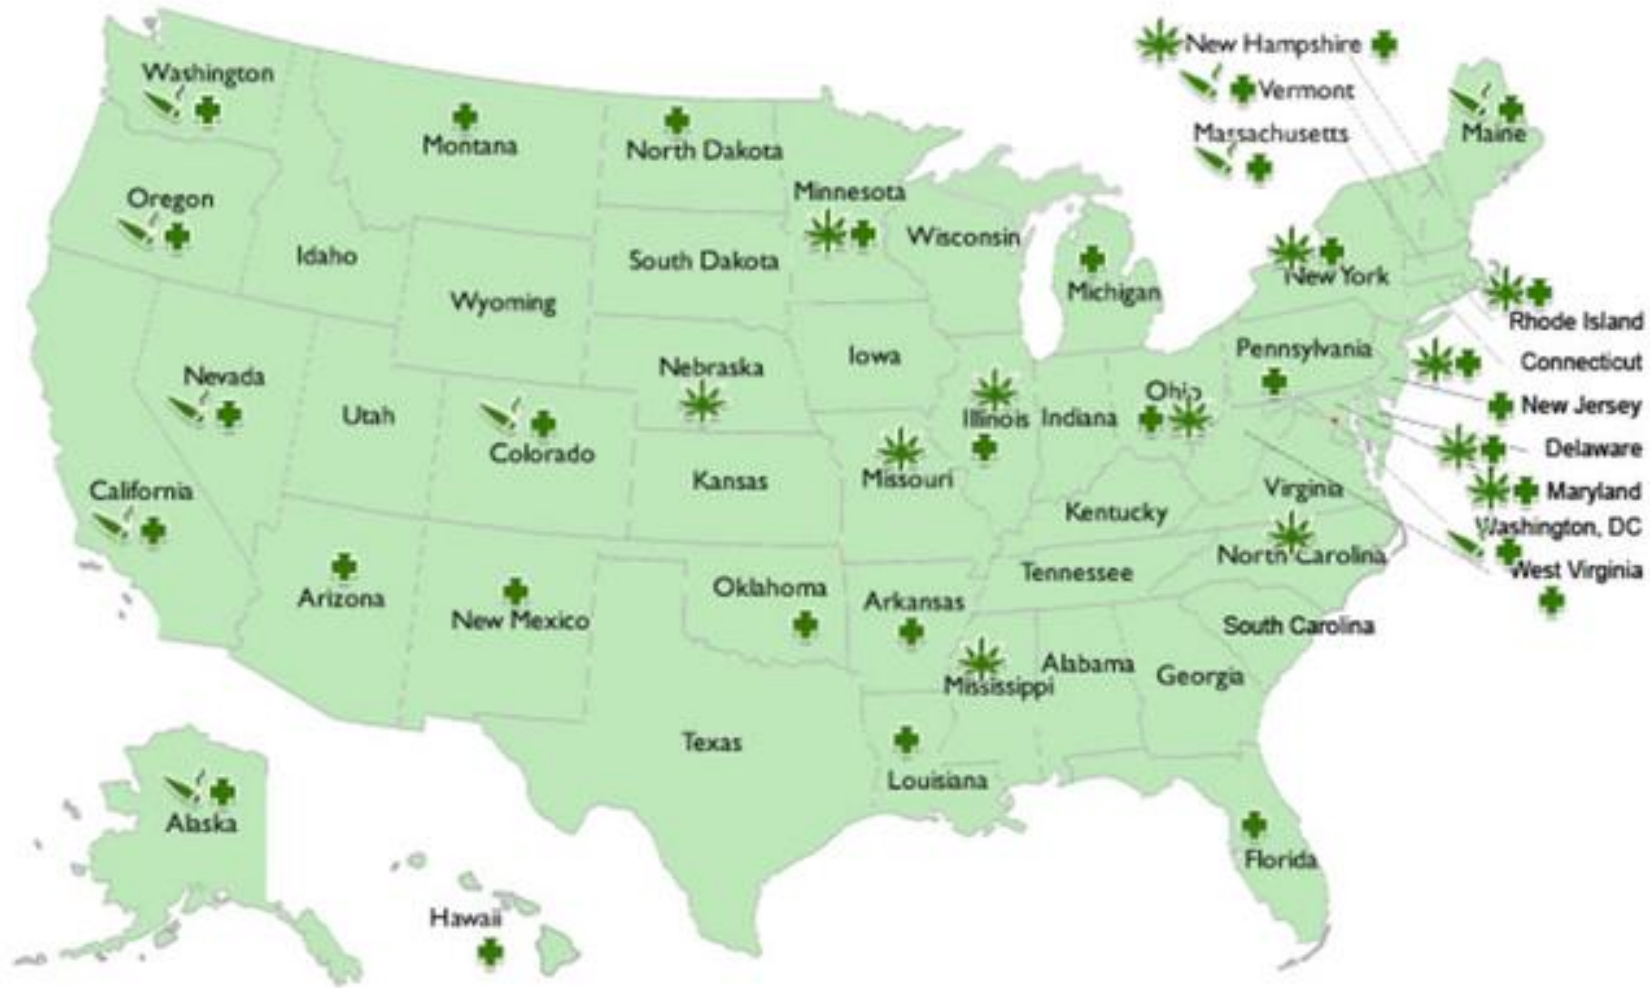 New Hampshire
Washington
Vermont
Massachusetts
Maine
Montana
North Dakota
Minnesota
Oregon
Wisconsin
Idaho
South Dakota
New York
Michigan
Wyoming
Rhode Island
Pennsylvania
Iowa
Connecticut
Nebraska
Nevada
Ohio
New Jersey
Utah
Illinois
Indiana
Delaware
Colorado
Missouri
Kansas
Virginia
Maryland
California
Kentucky
Washington, DC
North Carolina
West Virginia
Tennessee
Oklahoma
Arizona
Arkansas
New Mexico
South Carolina
Alabama
Georgia
Mississippi
Texas
Louisiana
Alaska
Florida
Hawaii